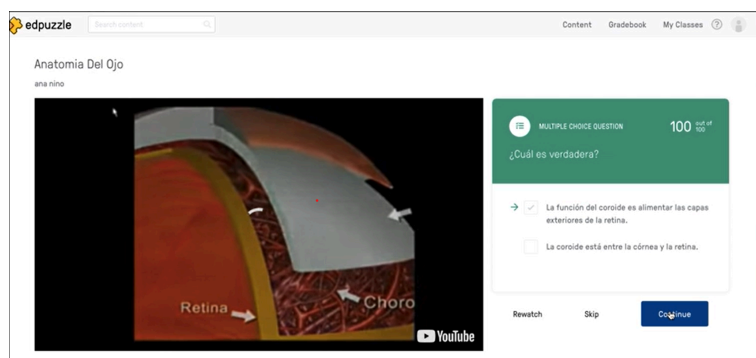 edpuzzle
Search content
Content Gradebook My Classes ?
Anatomia Del Ojo
ana nino
Retina
Choro
YouTube
MULTIPLE CHOICE QUESTION
100 out of 100
¿Cuál es verdadera?
La función del coroide es alimentar las capas
exteriores de la retina.
La coroide está entre la córnea y la retina.
Rewatch Skip Continue